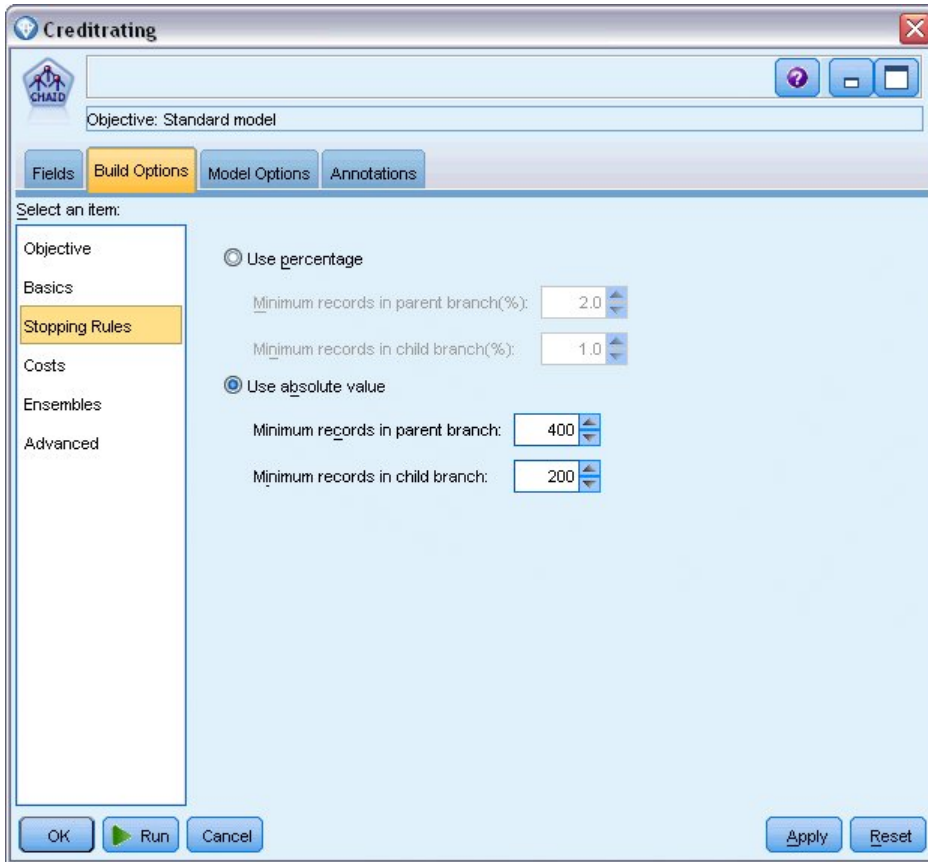 Creditrating
CHAID
Objective: Standard model
Fields Build Options Model Options Annotations
Select an item:
Objective
Basics
Stopping Rules
Costs
Ensembles
Advanced
Use percentage
Minimum records in parent branch(%): 2.0
Minimum records in child branch(%): 1.0
Use absolute value
Minimum records in parent branch: 400
Minimum records in child branch: 200
OK Run Cancel Apply Reset